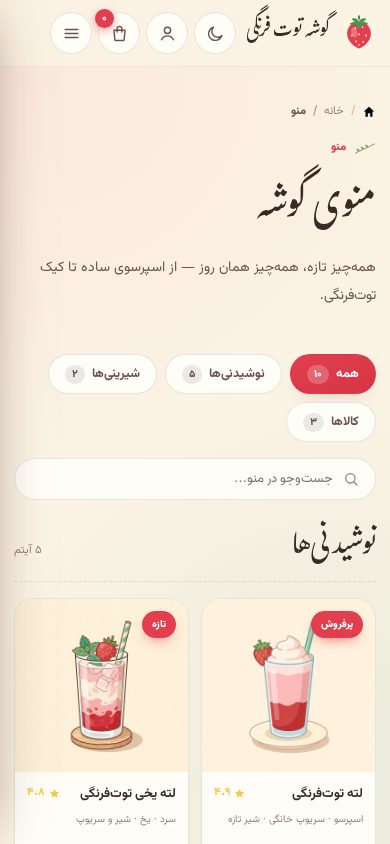 گوشه توت فرنگی
۰
/ خانه / منو
منو
منوی گوشه
همه‌چیز تازه، همه‌چیز همان روز — از اسپرسوی ساده تا کیک
توت‌فرنگی.
همه ۱۰
نوشیدنی‌ها ۵
شیرینی‌ها ۲
کالاها ۳
جست‌وجو در منو...
نوشیدنی‌ها
۵ آیتم
پرفروش
تازه
لته توت‌فرنگی
۴.۹
اسپرسو · سیروپ خانگی · شیر تازه
لته یخی توت‌فرنگی
۴.۸
سرد · یخ · شیر و سیروپ